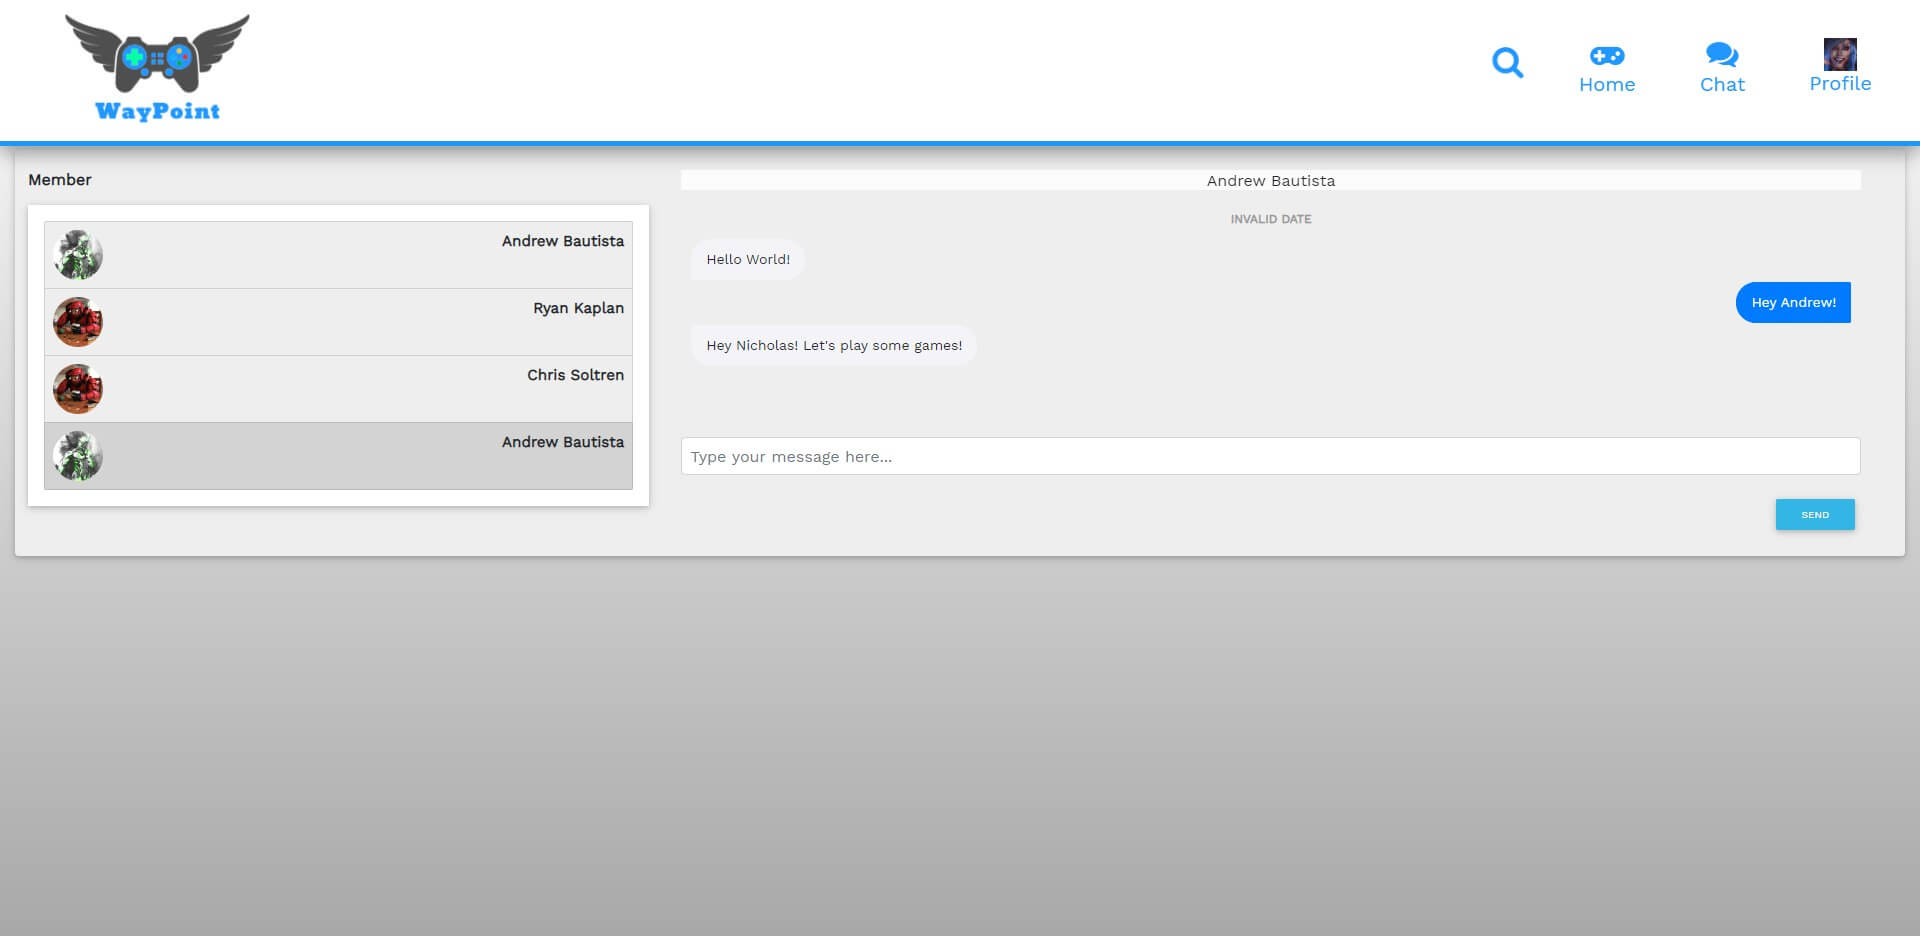 WayPoint
Home
Chat
Profile
Member
Andrew Bautista
Ryan Kaplan
Chris Soltren
Andrew Bautista
Andrew Bautista
INVALID DATE
Hello World!
Hey Andrew!
Hey Nicholas! Let's play some games!
Type your message here...
SEND